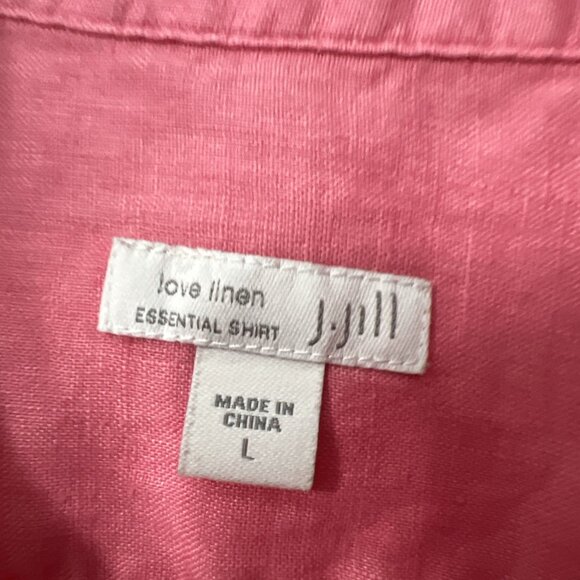 love linen
ESSENTIAL SHIRT
J.Jill
MADE IN
CHINA
L